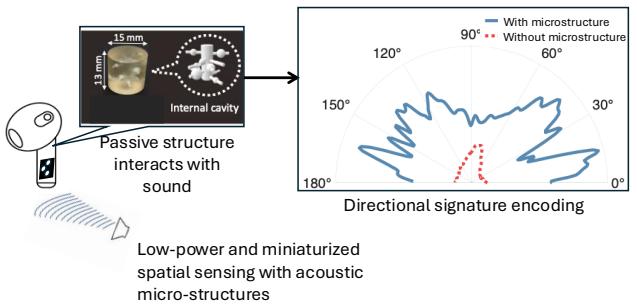 15 mm
13 mm
Internal cavity
Passive structure
interacts with
sound
With microstructure
Without microstructure
90°
120°
60°
150°
30°
180°
0°
Directional signature encoding
Low-power and miniaturized
spatial sensing with acoustic
micro-structures